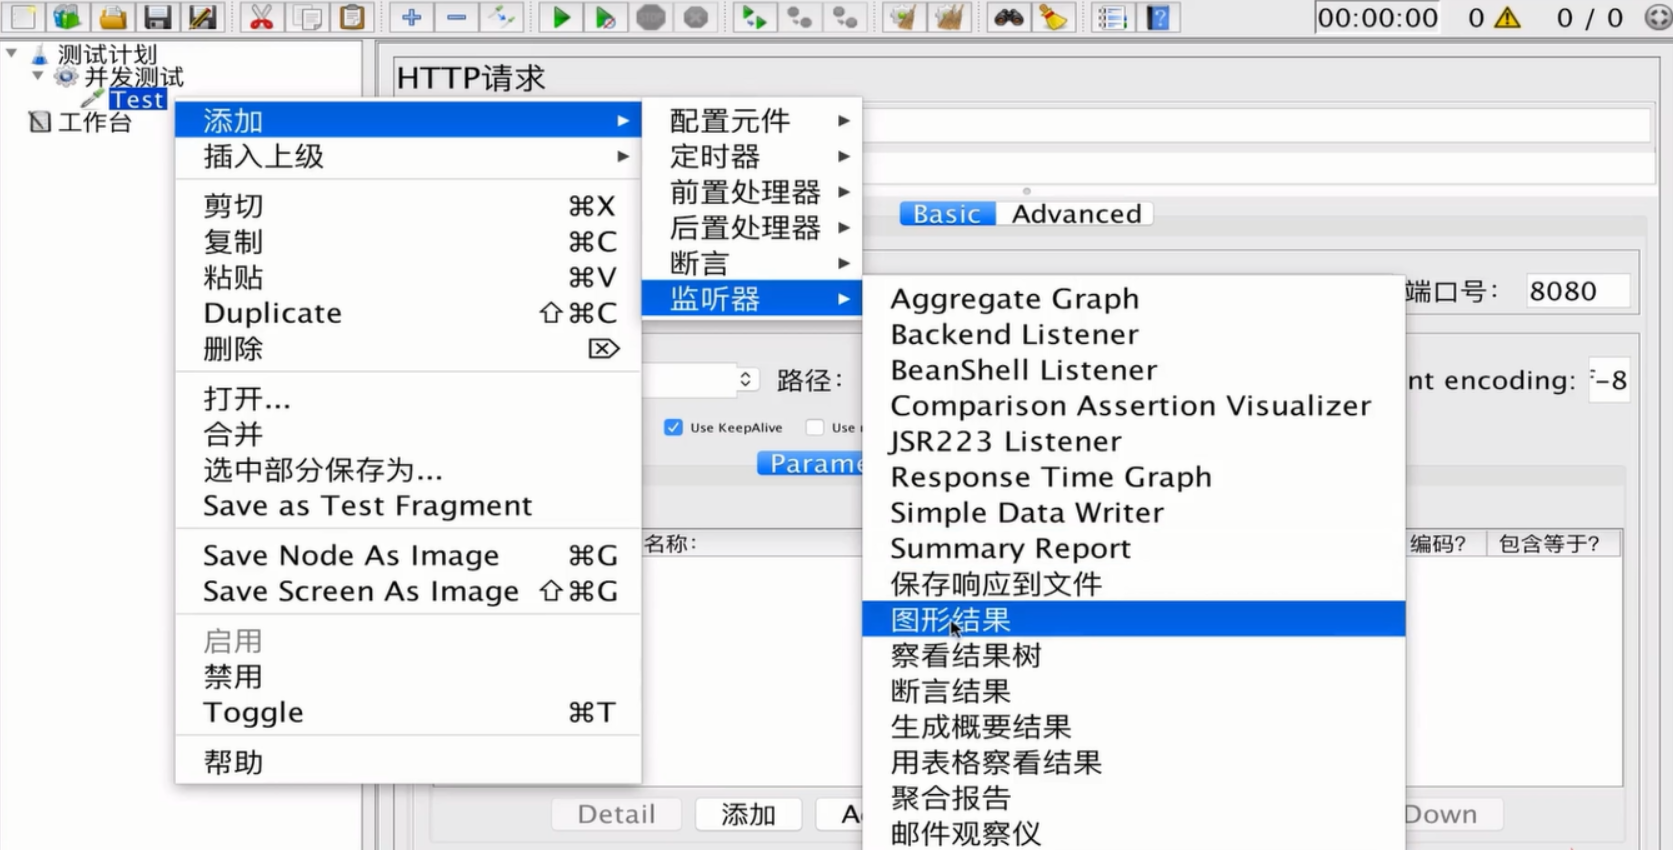 00:00:00 0 0 / 0
测试计划
并发测试
Test
工作台
HTTP请求
添加
插入上级
剪切 ⌘X
复制 ⌘C
粘贴 ⌘V
Duplicate ⇧⌘C
删除 ⌦
打开...
合并
选中部分保存为...
Save as Test Fragment
Save Node As Image ⌘G
Save Screen As Image ⇧⌘G
启用
禁用
Toggle ⌘T
帮助
配置元件
定时器
前置处理器
后置处理器
断言
监听器
Aggregate Graph
Backend Listener
BeanShell Listener
Comparison Assertion Visualizer
JSR223 Listener
Response Time Graph
Simple Data Writer
Summary Report
保存响应到文件
图形结果
察看结果树
断言结果
生成概要结果
用表格察看结果
聚合报告
邮件观察仪
Basic Advanced
端口号: 8080
路径: nt encoding: -8
Use KeepAlive Use
Parame
名称: 编码? 包含等于?
Detail 添加 A Down